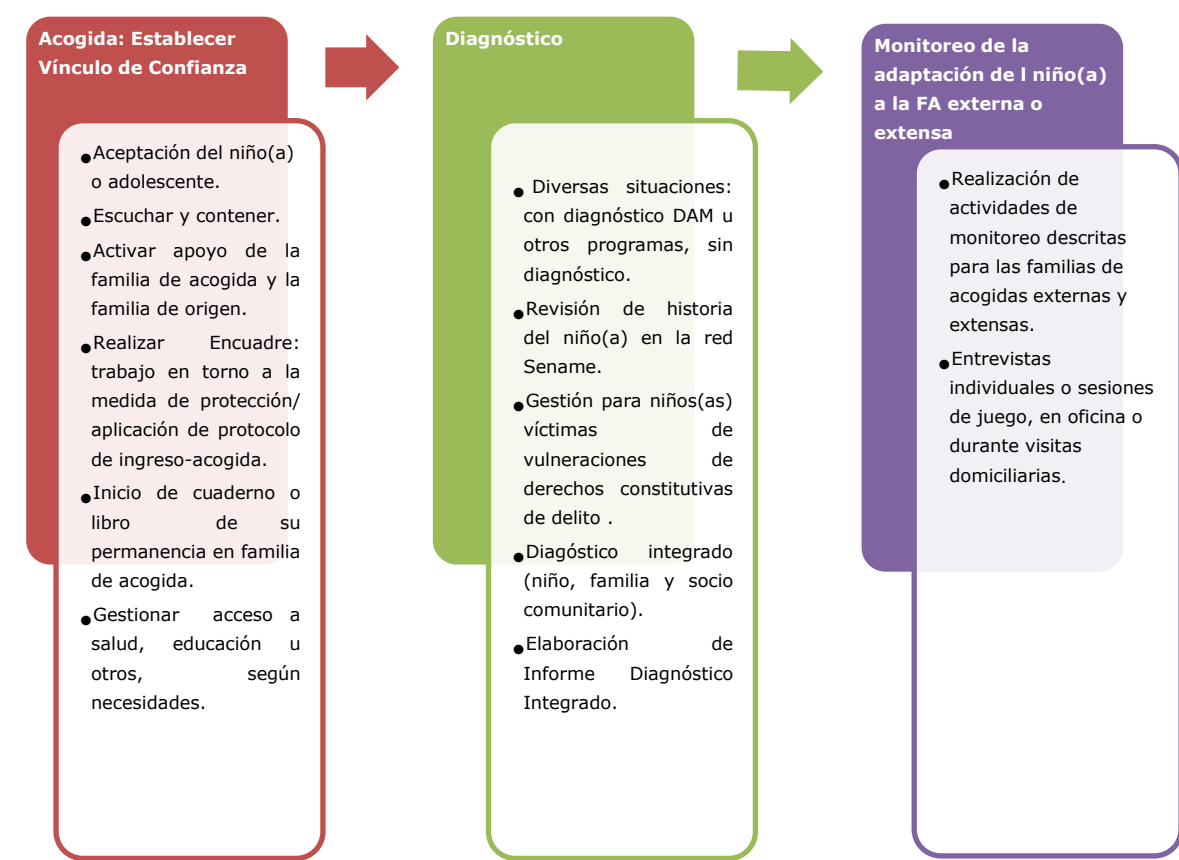 Acogida: Establecer
Vínculo de Confianza
●Aceptación del niño(a)
o adolescente.
●Escuchar y contener.
●Activar apoyo de la
familia de acogida y la
familia de origen.
●Realizar Encuadre:
trabajo en torno a la
medida de protección/
aplicación de protocolo
de ingreso-acogida.
●Inicio de cuaderno o
libro de su
permanencia en familia
de acogida.
●Gestionar acceso a
salud, educación u
otros, según
necesidades.
Diagnóstico
● Diversas situaciones:
con diagnóstico DAM u
otros programas, sin
diagnóstico.
●Revisión de historia
del niño(a) en la red
Sename.
●Gestión para niños(as)
víctimas de
vulneraciones de
derechos constitutivas
de delito .
●Diagóstico integrado
(niño, familia y socio
comunitario).
●Elaboración de
Informe Diagnóstico
Integrado.
Monitoreo de la
adaptación de l niño(a)
a la FA externa o
extensa
●Realización de
actividades de
monitoreo descritas
para las familias de
acogidas externas y
extensas.
●Entrevistas
individuales o sesiones
de juego, en oficina o
durante visitas
domiciliarias.